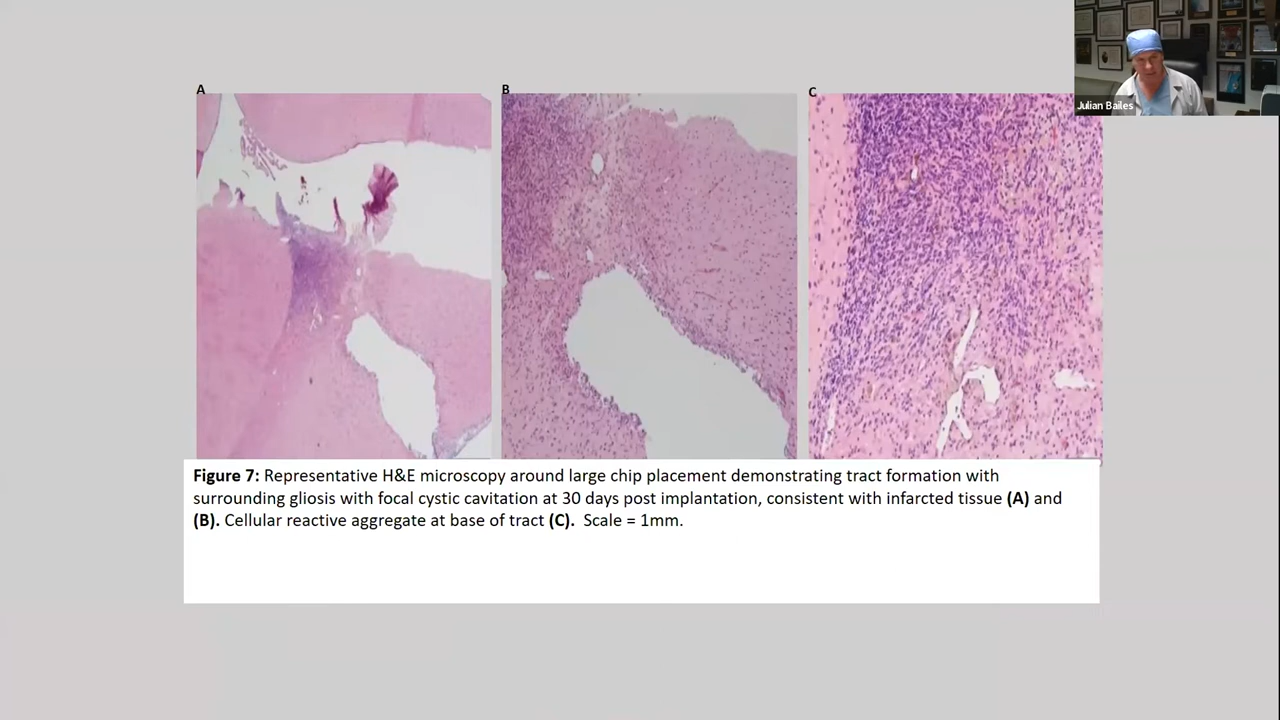 Julian Bailes
A
B
C
Figure 7: Representative H&E microscopy around large chip placement demonstrating tract formation with
surrounding gliosis with focal cystic cavitation at 30 days post implantation, consistent with infarcted tissue (A) and
(B). Cellular reactive aggregate at base of tract (C). Scale = 1mm.